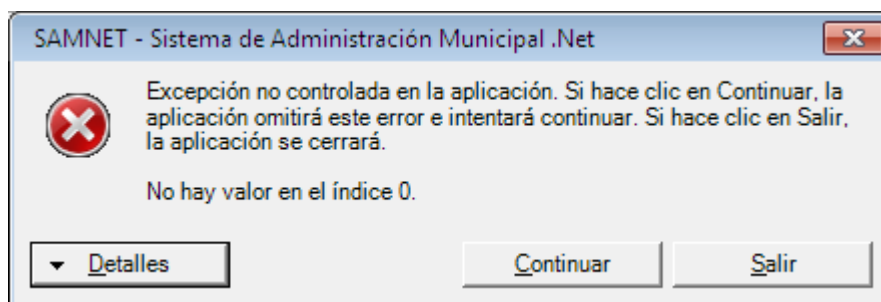 SAMNET - Sistema de Administración Municipal .Net
Excepción no controlada en la aplicación. Si hace clic en Continuar, la
aplicación omitirá este error e intentará continuar. Si hace clic en Salir,
la aplicación se cerrará.
No hay valor en el índice 0.
Detalles
Continuar
Salir